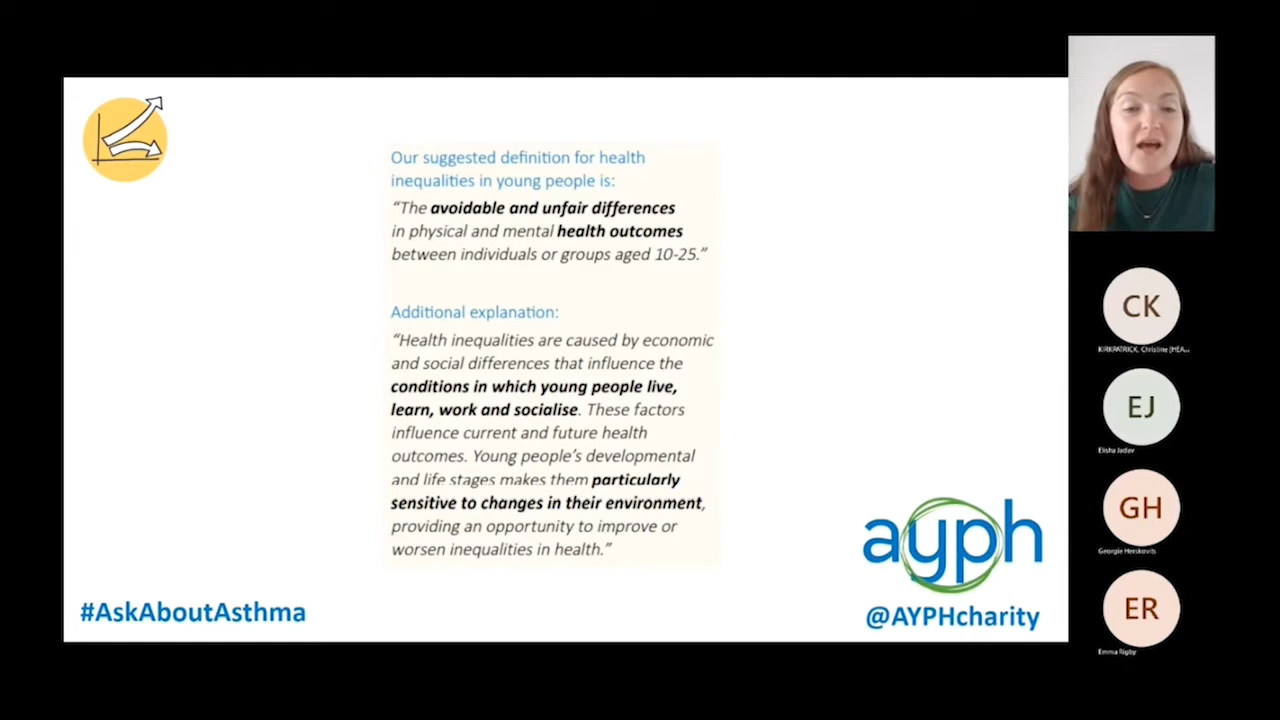 Our suggested definition for health
inequalities in young people is:
“The avoidable and unfair differences
in physical and mental health outcomes
between individuals or groups aged 10-25.”
Additional explanation:
“Health inequalities are caused by economic
and social differences that influence the
conditions in which young people live,
learn, work and socialise. These factors
influence current and future health
outcomes. Young people’s developmental
and life stages makes them particularly
sensitive to changes in their environment,
providing an opportunity to improve or
worsen inequalities in health.”
#AskAboutAsthma
ayph
@AYPHcharity
CK
KIRKPATRICK, Christine [HEA...
EJ
Elisha Jadav
GH
Georgie Herskovits
ER
Emma Rigby